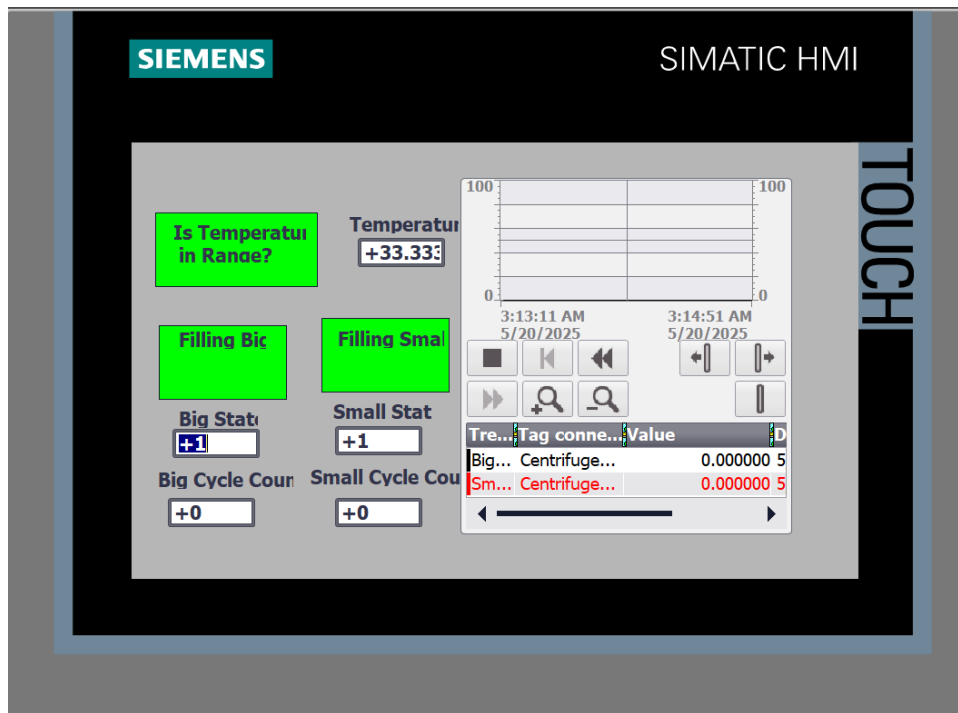 SIEMENS
SIMATIC HMI
TOUCH
Is Temperatur
in Range?
Temperatur
+33.333
Filling Big
Filling Smal
Big State
+1
Small Stat
+1
Big Cycle Coun
+0
Small Cycle Cou
+0
100
100
0
0
3:13:11 AM
5/20/2025
3:14:51 AM
5/20/2025
Tre... Tag conne... Value D
Big... Centrifuge... 0.000000 5
Sm... Centrifuge... 0.000000 5